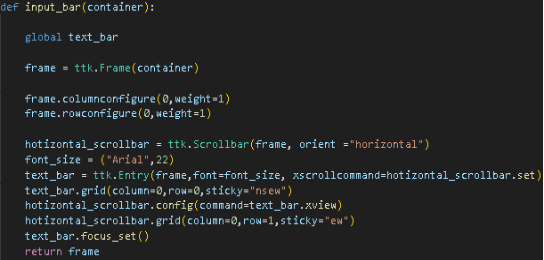 def input_bar(container):
global text_bar
frame = ttk.Frame(container)
frame.columnconfigure(0,weight=1)
frame.rowconfigure(0,weight=1)
hotizontal_scrollbar = ttk.Scrollbar(frame, orient ="horizontal")
font_size = ("Arial",22)
text_bar = ttk.Entry(frame,font=font_size, xscrollcommand=hotizontal_scrollbar.set)
text_bar.grid(column=0,row=0,sticky="nsew")
hotizontal_scrollbar.config(command=text_bar.xview)
hotizontal_scrollbar.grid(column=0,row=1,sticky="ew")
text_bar.focus_set()
return frame